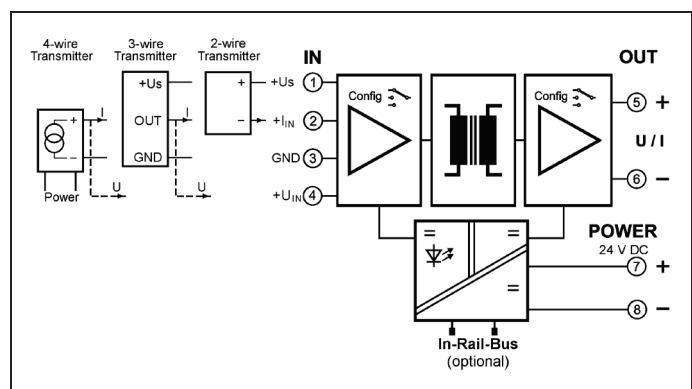 4-wire
Transmitter
3-wire
Transmitter
2-wire
Transmitter
IN
OUT
+Us
+
+Us
1
Config
Config
5
+
I
I
+
OUT
−
+IIN
2
U / I
−
GND
GND
3
6
−
Power
U
U
+UIN
4
POWER
24 V DC
=
=
7
+
=
8
−
In-Rail-Bus
(optional)